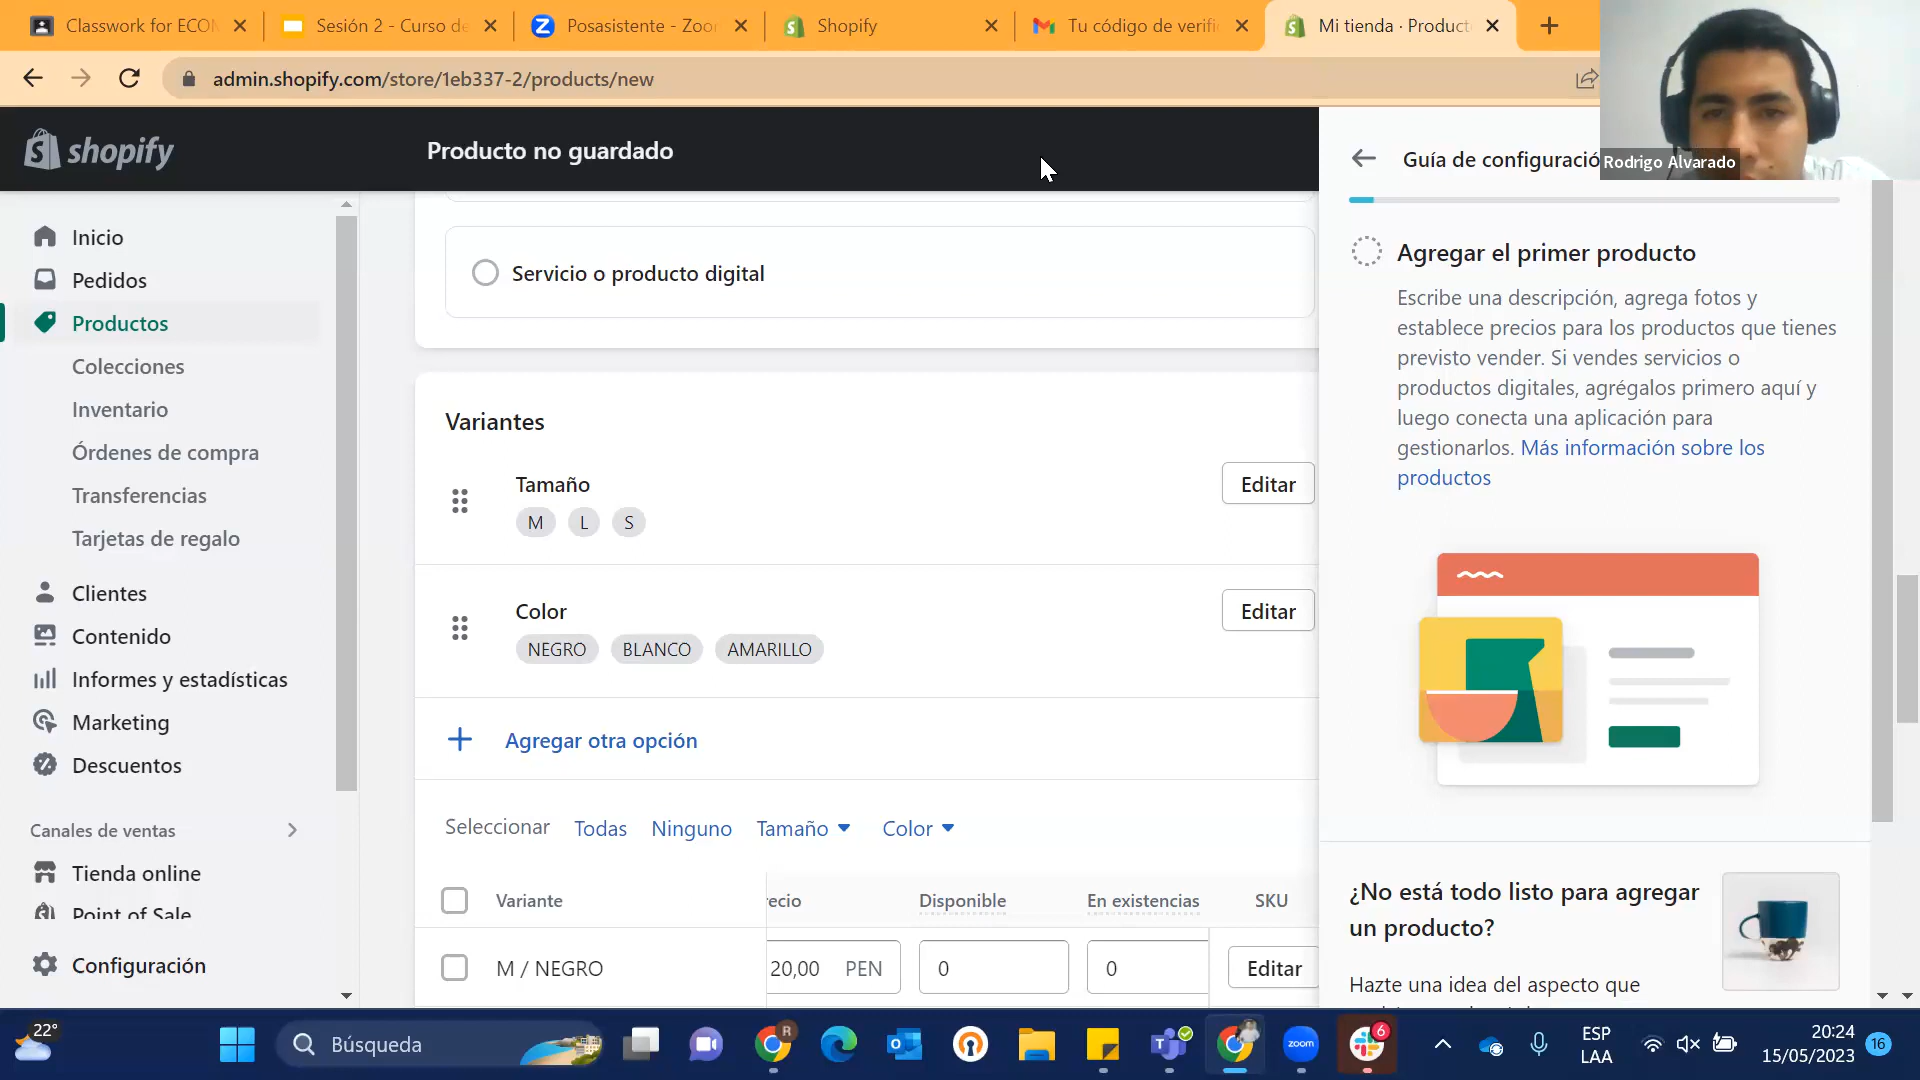 Classwork for ECON
Sesión 2 - Curso de
Posasistente - Zoo
Shopify
Tu código de verifi
Mi tienda · Product
admin.shopify.com/store/1eb337-2/products/new
shopify
Producto no guardado
Guía de configuració
Rodrigo Alvarado
Inicio
Pedidos
Productos
Colecciones
Inventario
Órdenes de compra
Transferencias
Tarjetas de regalo
Clientes
Contenido
Informes y estadísticas
Marketing
Descuentos
Canales de ventas
Tienda online
Point of Sale
Configuración
Servicio o producto digital
Variantes
Tamaño
Editar
M L S
Color
Editar
NEGRO BLANCO AMARILLO
Agregar otra opción
Seleccionar Todas Ninguno Tamaño Color
Variante ecio Disponible En existencias SKU
M / NEGRO 20,00 PEN 0 0 Editar
Agregar el primer producto
Escribe una descripción, agrega fotos y
establece precios para los productos que tienes
previsto vender. Si vendes servicios o
productos digitales, agrégalos primero aquí y
luego conecta una aplicación para
gestionarlos. Más información sobre los
productos
¿No está todo listo para agregar
un producto?
Hazte una idea del aspecto que
22°
Búsqueda
R
6
zoom
ESP
LAA
20:24
15/05/2023
16